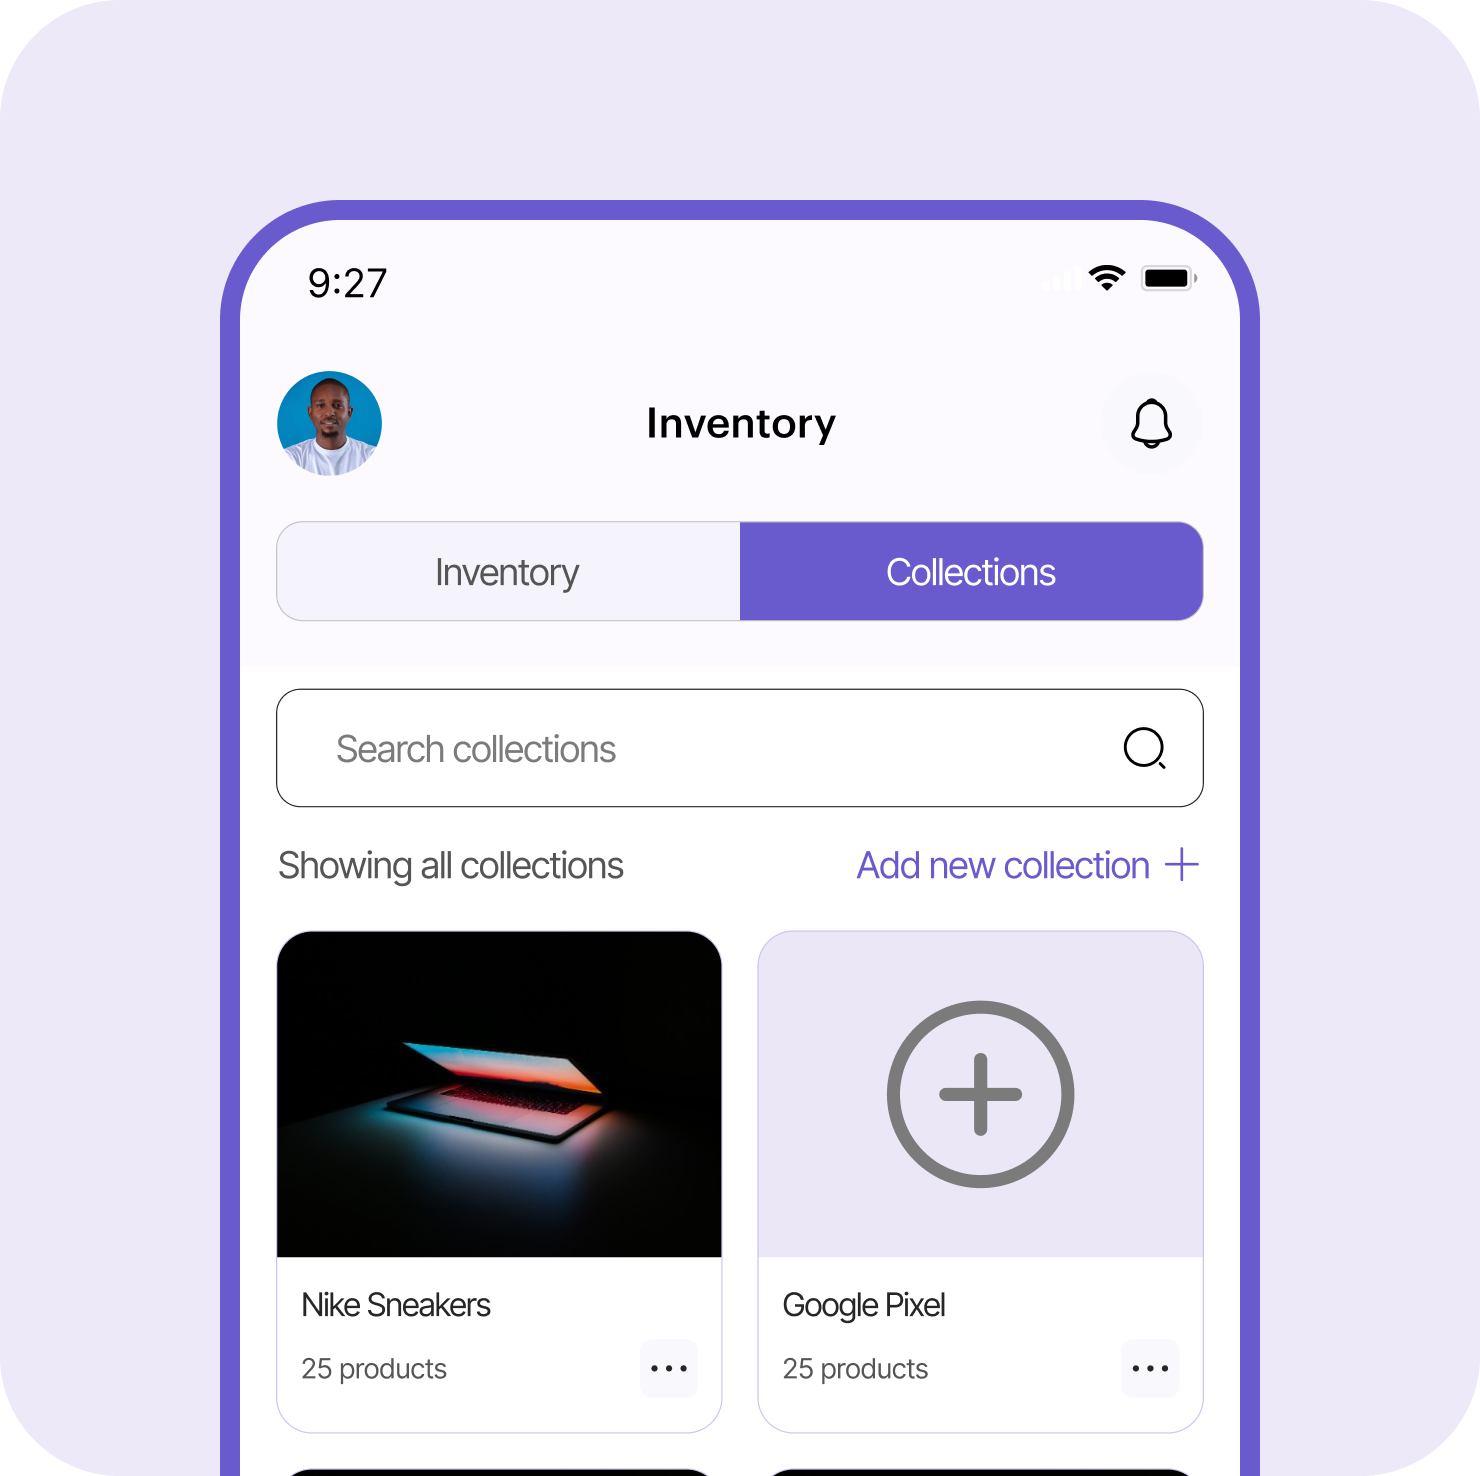 9:27
Inventory
Inventory
Collections
Search collections
Showing all collections
Add new collection
Nike Sneakers
Google Pixel
25 products
25 products